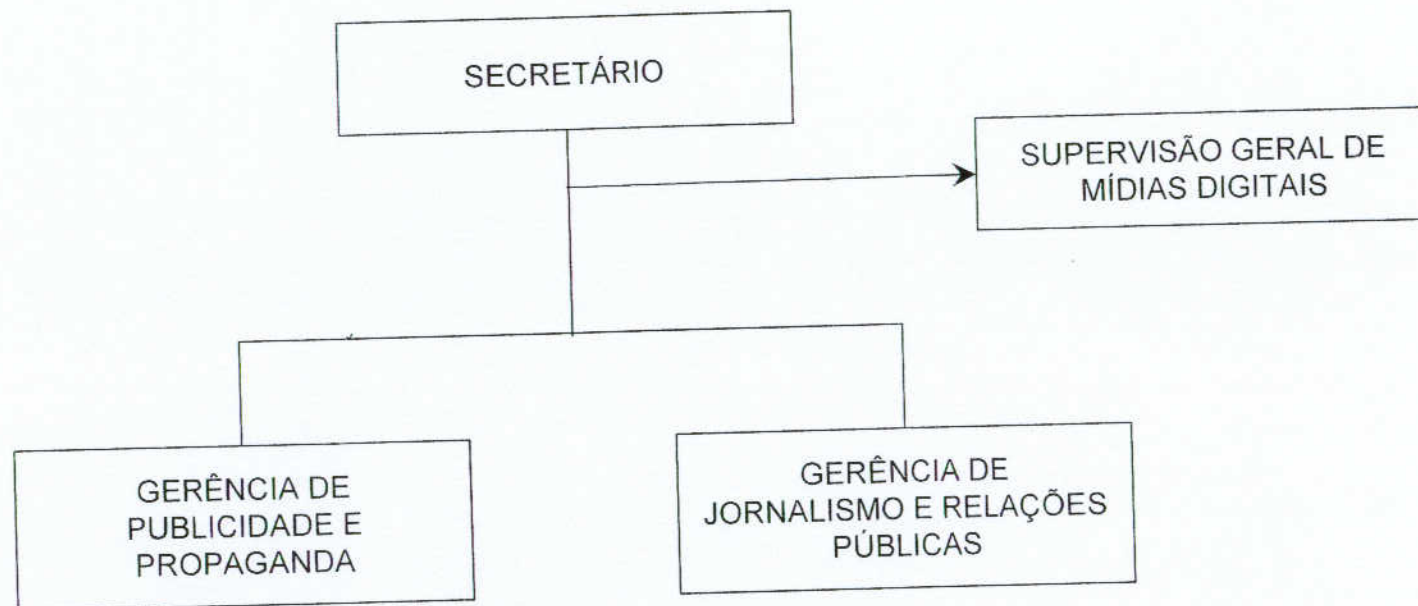 SECRETÁRIO
SUPERVISÃO GERAL DE
MÍDIAS DIGITAIS
GERÊNCIA DE
PUBLICIDADE E
PROPAGANDA
GERÊNCIA DE
JORNALISMO E RELAÇÕES
PÚBLICAS